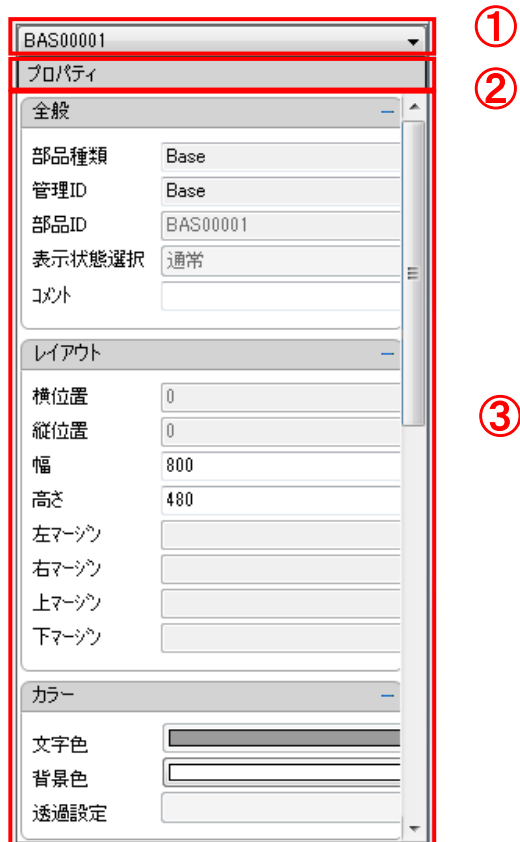 BAS00001
①
プロパティ
②
全般
部品種類 Base
管理ID Base
部品ID BAS00001
表示状態選択 通常
コメント
レイアウト
横位置 0
③
縦位置 0
幅 800
高さ 480
左マージン
右マージン
上マージン
下マージン
カラー
文字色
背景色
透過設定